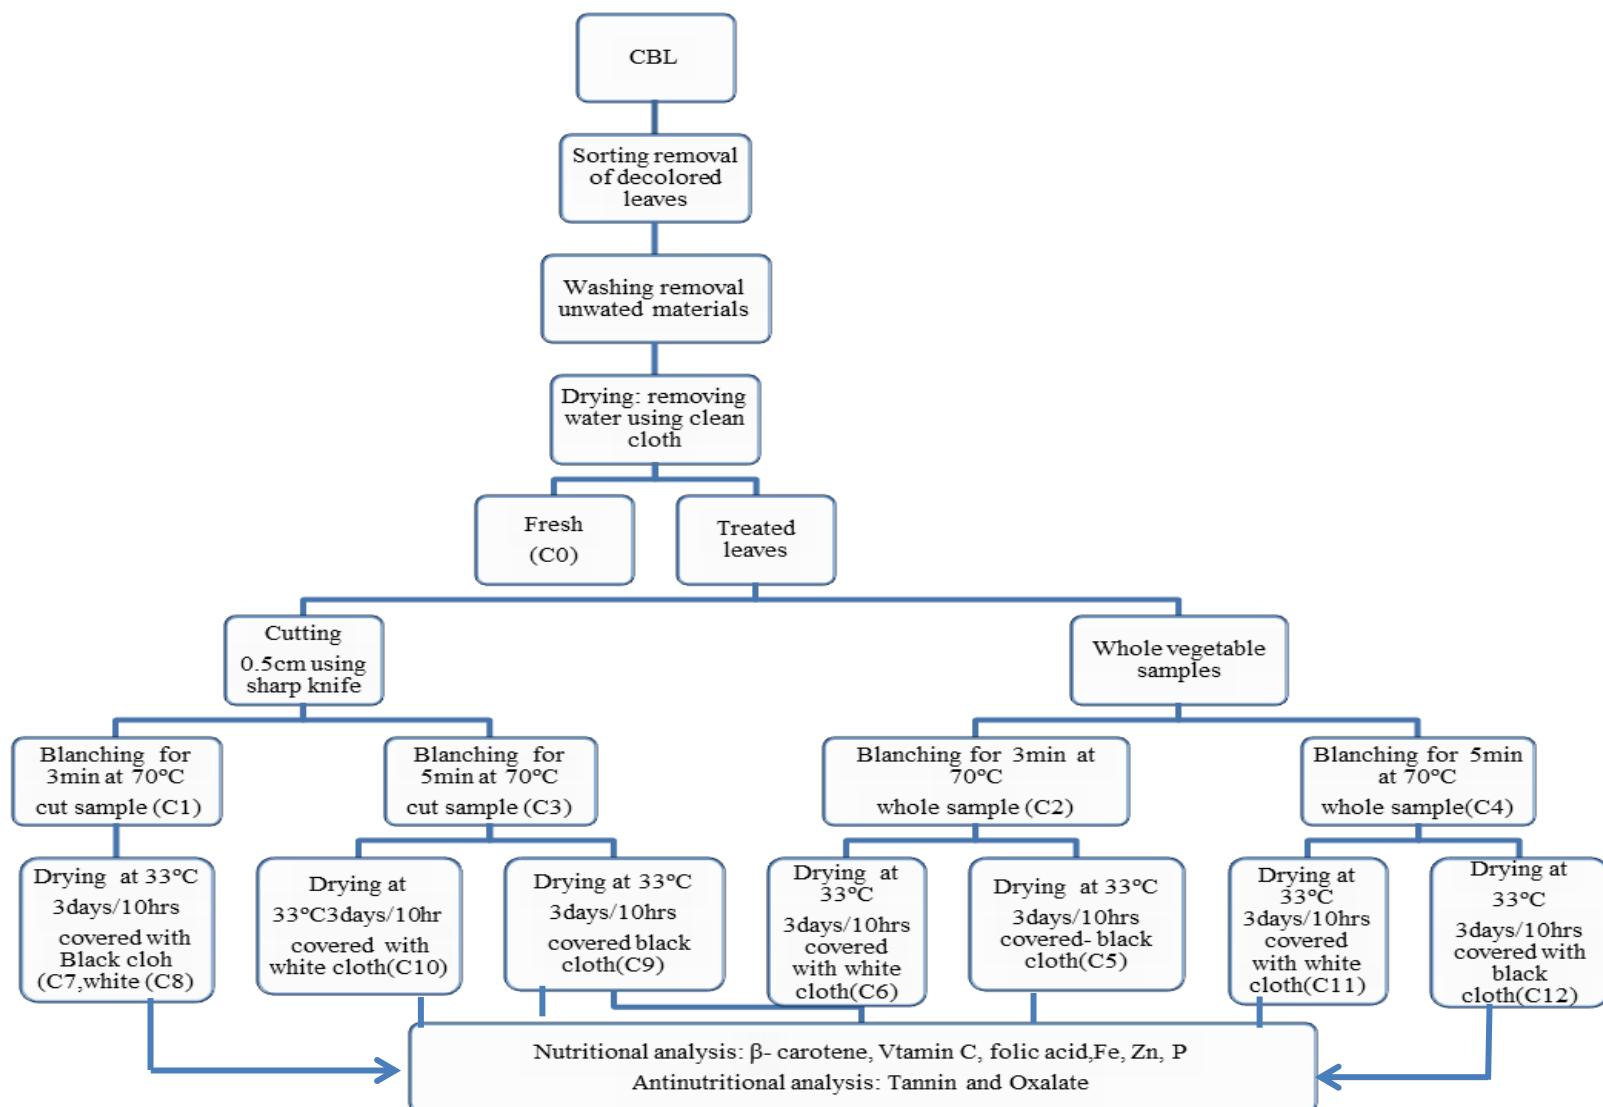 CBL
Sorting removal
of decolored
leaves
Washing removal
unwated materials
Drying: removing
water using clean
cloth
Fresh
(C0)
Treated
leaves
Cutting
0.5cm using
sharp knife
Whole vegetable
samples
Blanching for
3min at 70°C
cut sample (C1)
Blanching for
5min at 70°C
cut sample (C3)
Blanching for 3min at
70°C
whole sample (C2)
Blanching for 5min
at 70°C
whole sample(C4)
Drying at 33°C
3days/10hrs
covered with
Black cloh
(C7,white (C8)
Drying at
33°C3days/10hr
covered with
white cloth(C10)
Drying at 33°C
3days/10hrs
covered black
cloth(C9)
Drying at
33°C
3days/10hrs
covered
with white
cloth(C6)
Drying at 33°C
3days/10hrs
covered- black
cloth(C5)
Drying at
33°C
3days/10hrs
covered
with white
cloth(C11)
Drying at
33°C
3days/10hrs
covered with
black
cloth(C12)
Nutritional analysis: β- carotene, Vtamin C, folic acid,Fe, Zn, P
Antinutritional analysis: Tannin and Oxalate